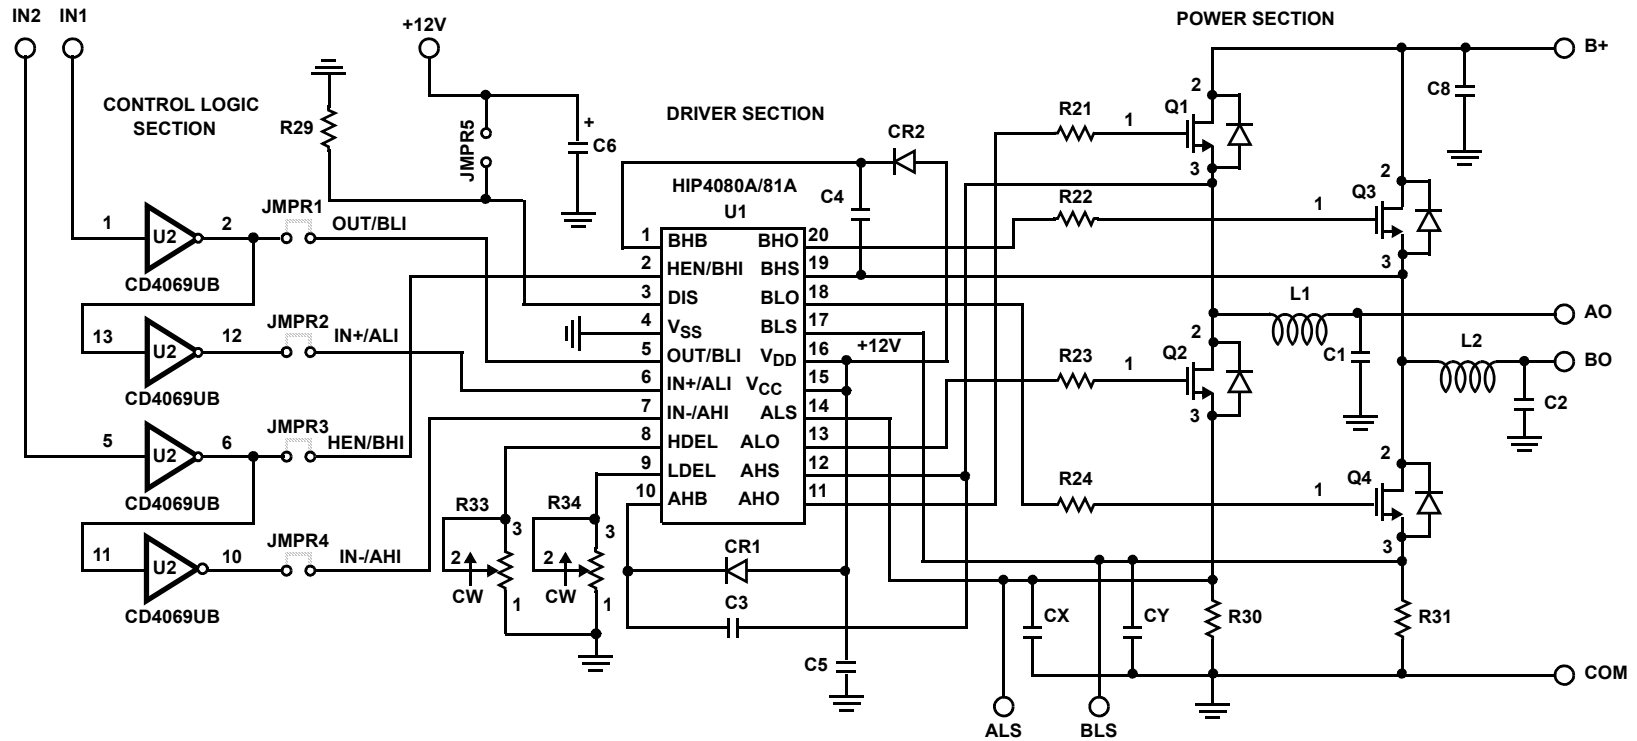 IN2 IN1
+12V
POWER SECTION
B+
CONTROL LOGIC
SECTION
R29
JMPR5
+
C6
DRIVER SECTION
CR2
C4
HIP4080A/81A
U1
R21
1
Q1
2
3
C8
R22
1
Q3
2
3
1
U2
2
CD4069UB
JMPR1
OUT/BLI
13
U2
12
CD4069UB
JMPR2
IN+/ALI
5
U2
6
CD4069UB
JMPR3
HEN/BHI
11
U2
10
CD4069UB
JMPR4
IN-/AHI
1 BHB BHO 20
2 HEN/BHI BHS 19
3 DIS BLO 18
4 VSS BLS 17
5 OUT/BLI VDD 16
6 IN+/ALI VCC 15
7 IN-/AHI ALS 14
8 HDEL ALO 13
9 LDEL AHS 12
10 AHB AHO 11
+12V
L1
AO
C1
L2
BO
C2
R23
1
Q2
2
3
R24
1
Q4
2
3
R33
3
2
CW
1
R34
3
2
CW
1
CR1
C3
C5
CX
CY
R30
R31
COM
ALS
BLS